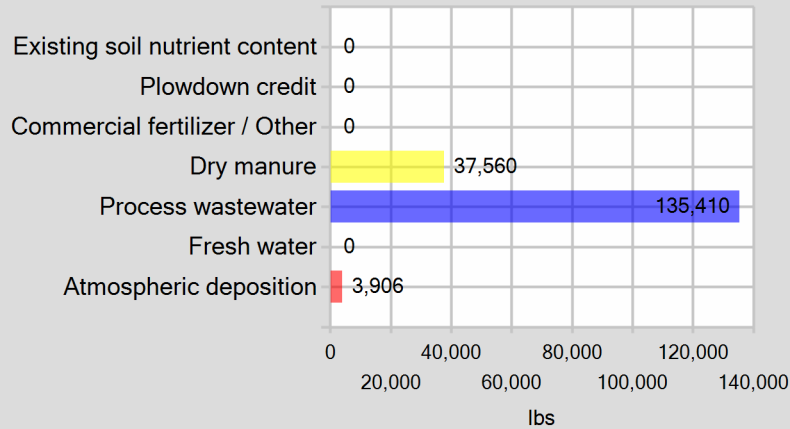 Existing soil nutrient content 0
Plowdown credit 0
Commercial fertilizer / Other 0
Dry manure 37,560
Process wastewater 135,410
Fresh water 0
Atmospheric deposition 3,906
0 40,000 80,000 120,000
20,000 60,000 100,000 140,000
lbs